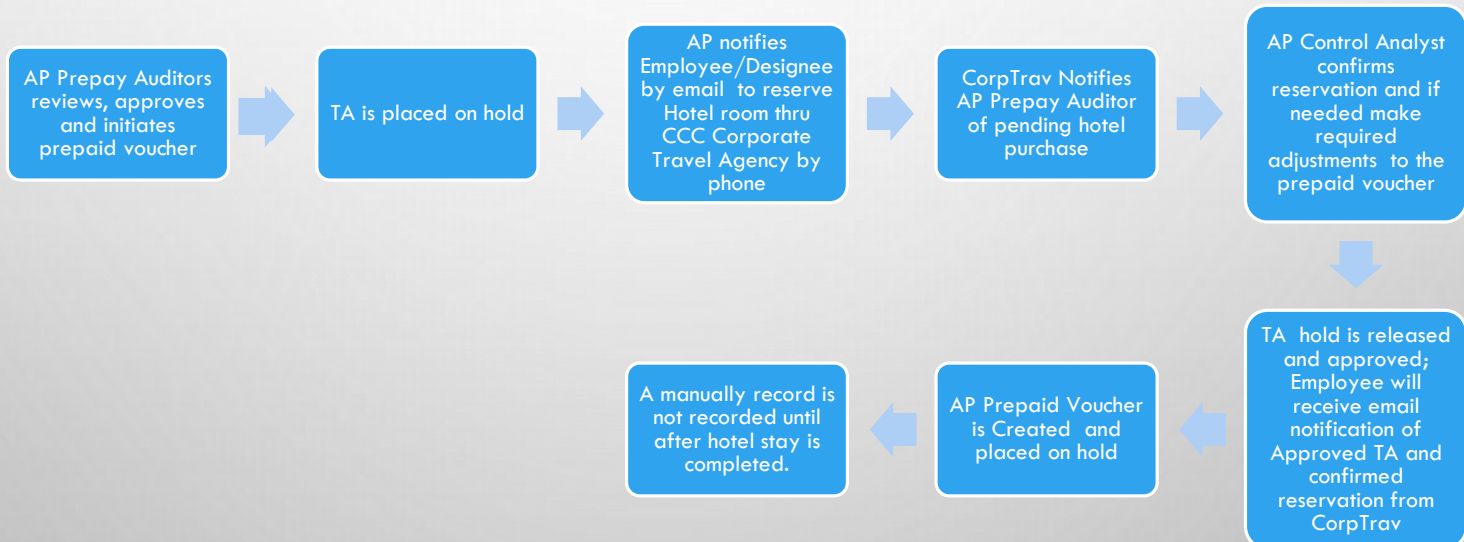 AP Prepay Auditors
reviews, approves
and initiates
prepaid voucher
TA is placed on hold
AP notifies
Employee/Designee
by email to reserve
Hotel room thru
CCC Corporate
Travel Agency by
phone
CorpTrav Notifies
AP Prepay Auditor
of pending hotel
purchase
AP Control Analyst
confirms
reservation and if
needed make
required
adjustments to the
prepaid voucher
TA hold is released
and approved;
Employee will
receive email
notification of
Approved TA and
confirmed
reservation from
CorpTrav
AP Prepaid Voucher
is Created and
placed on hold
A manually record is
not recorded until
after hotel stay is
completed.